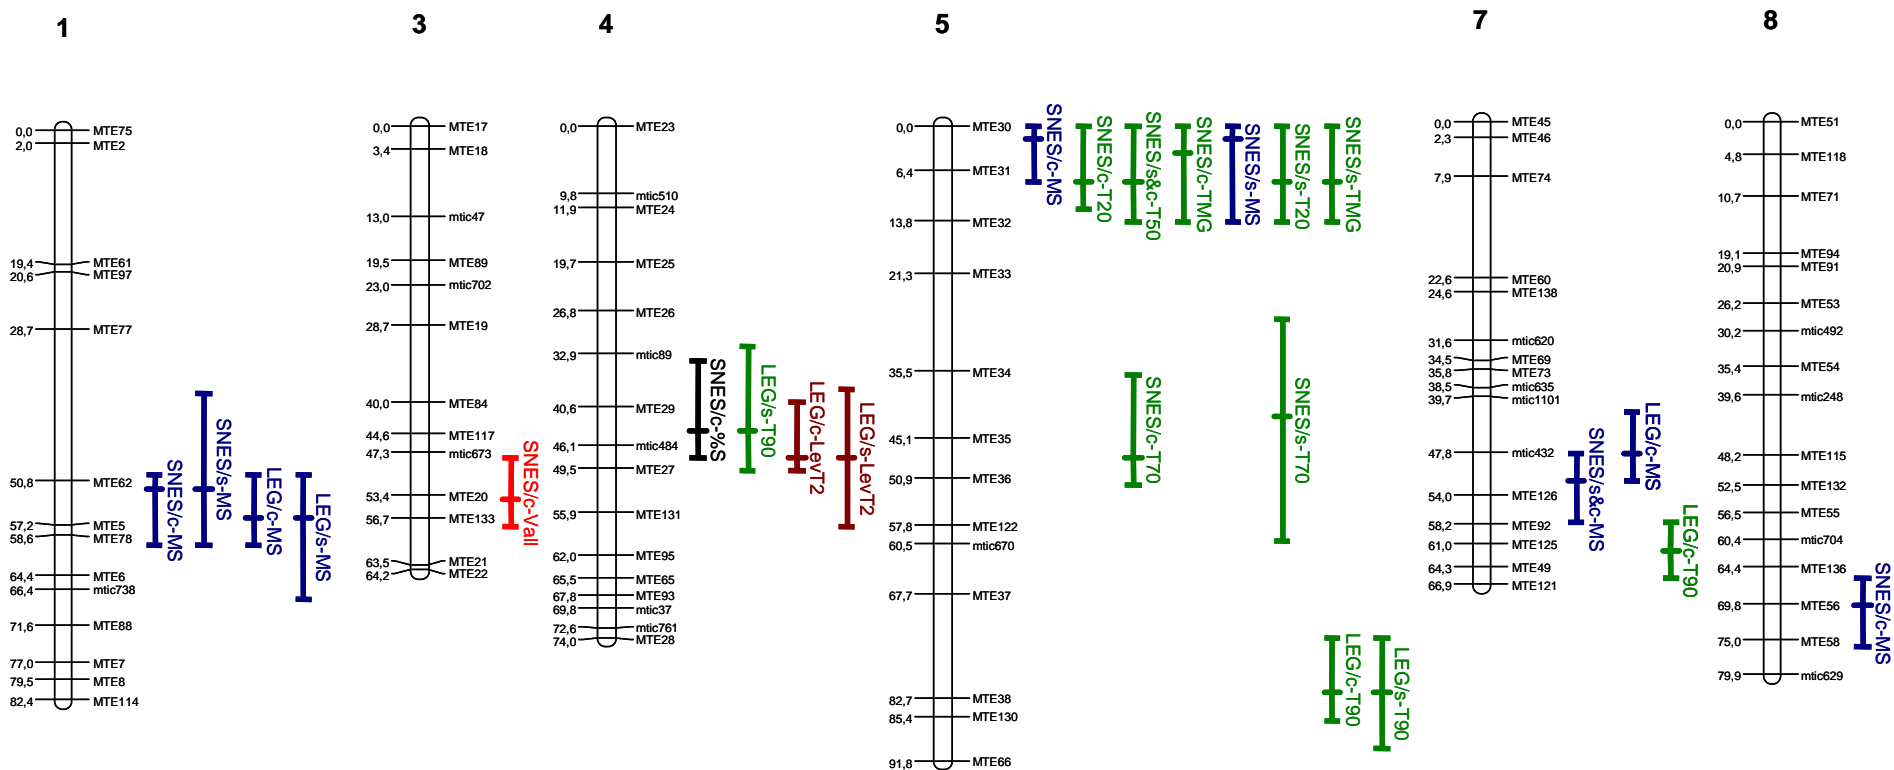 1
0,0 MTE75
2,0 MTE2
19,4 MTE61
20,6 MTE97
28,7 MTE77
50,8 MTE62
57,2 MTE5
58,6 MTE78
64,4 MTE6
66,4 mtic738
71,6 MTE88
77,0 MTE7
79,5 MTE8
82,4 MTE114
SNES/c-MS
SNES/s-MS
LEG/c-MS
LEG/s-MS
3
0,0 MTE17
3,4 MTE18
13,0 mtic47
19,5 MTE89
23,0 mtic702
28,7 MTE19
40,0 MTE84
44,6 MTE117
47,3 mtic673
53,4 MTE20
56,7 MTE133
63,5 MTE21
64,2 MTE22
SNES/c-Vall
4
0,0 MTE23
9,8 mtic510
11,9 MTE24
19,7 MTE25
26,8 MTE26
32,9 mtic89
40,6 MTE29
46,1 mtic484
49,5 MTE27
55,9 MTE131
62,0 MTE95
65,5 MTE65
67,8 MTE93
69,8 mtic37
72,6 mtic761
74,0 MTE28
SNES/c-%S
LEG/s-T90
LEG/c-LevT2
LEG/s-LevT2
5
0,0 MTE30
6,4 MTE31
13,8 MTE32
21,3 MTE33
35,5 MTE34
45,1 MTE35
50,9 MTE36
57,8 MTE122
60,5 mtic670
67,7 MTE37
82,7 MTE38
85,4 MTE130
91,8 MTE66
SNES/c-MS
SNES/c-T20
SNES/s&c-T50
SNES/c-TMG
SNES/s-MS
SNES/s-T20
SNES/s-TMG
SNES/c-T70
SNES/s-T70
LEG/c-T90
LEG/s-T90
7
0,0 MTE45
2,3 MTE46
7,9 MTE74
22,6 MTE60
24,6 MTE138
31,6 mtic620
34,5 MTE69
35,8 MTE73
38,5 mtic635
39,7 mtic1101
47,8 mtic432
54,0 MTE126
58,2 MTE92
61,0 MTE125
64,3 MTE49
66,9 MTE121
SNES/s&c-MS
LEG/c-MS
LEG/c-T90
8
0,0 MTE51
4,8 MTE118
10,7 MTE71
19,1 MTE94
20,9 MTE91
26,2 MTE53
30,2 mtic492
35,4 MTE54
39,6 mtic248
48,2 MTE115
52,5 MTE132
56,5 MTE55
60,4 mtic704
64,4 MTE136
69,8 MTE56
75,0 MTE58
79,9 mtic629
SNES/c-MS